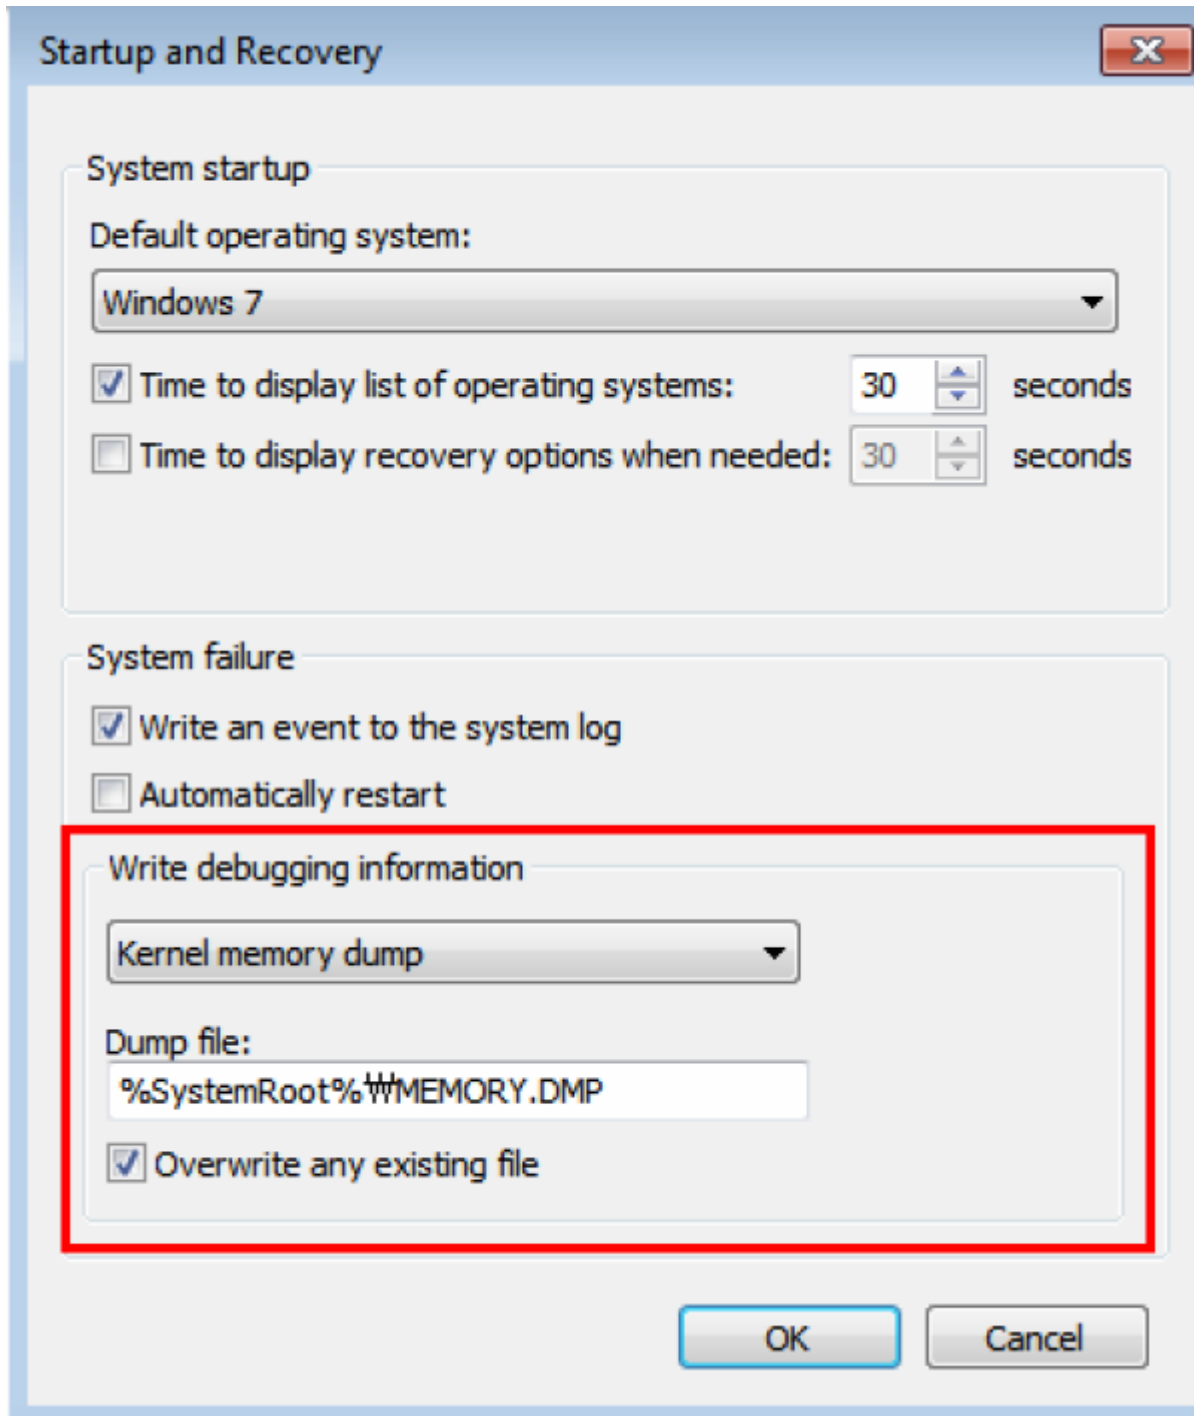 Startup and Recovery
System startup
Default operating system:
Windows 7
Time to display list of operating systems: 30 seconds
Time to display recovery options when needed: 30 seconds
System failure
Write an event to the system log
Automatically restart
Write debugging information
Kernel memory dump
Dump file:
%SystemRoot%₩MEMORY.DMP
Overwrite any existing file
OK Cancel